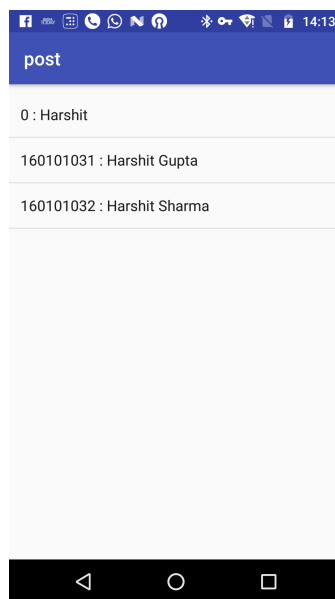 14:13
post
0 : Harshit
160101031 : Harshit Gupta
160101032 : Harshit Sharma